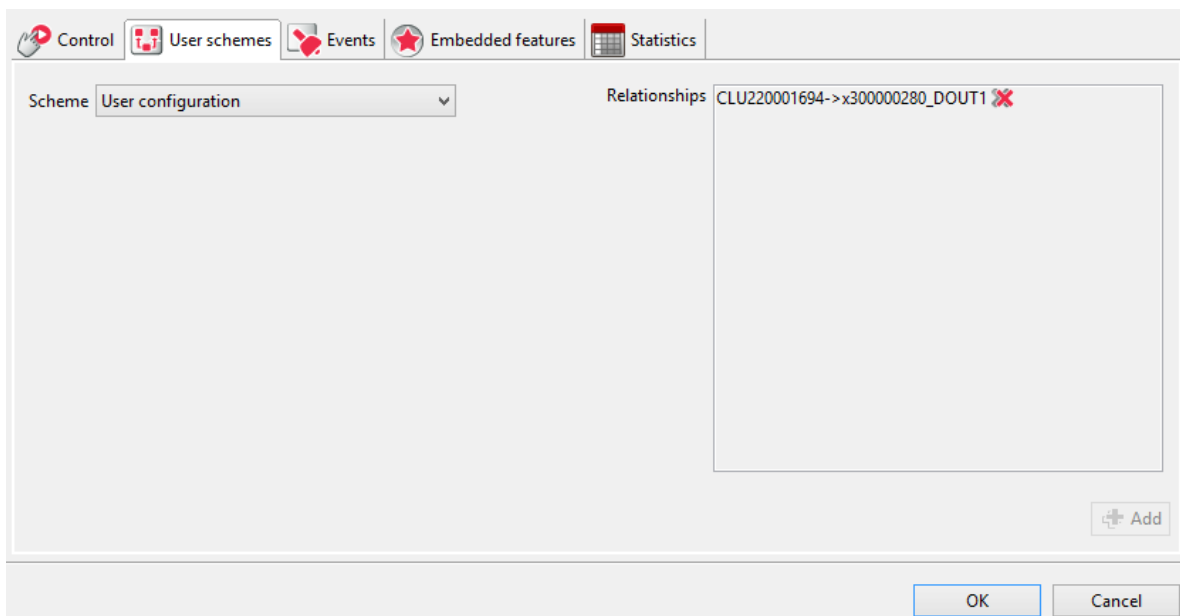 Control User schemes Events Embedded features Statistics
Scheme User configuration Relationships CLU220001694->x300000280_DOUT1
Add
OK Cancel